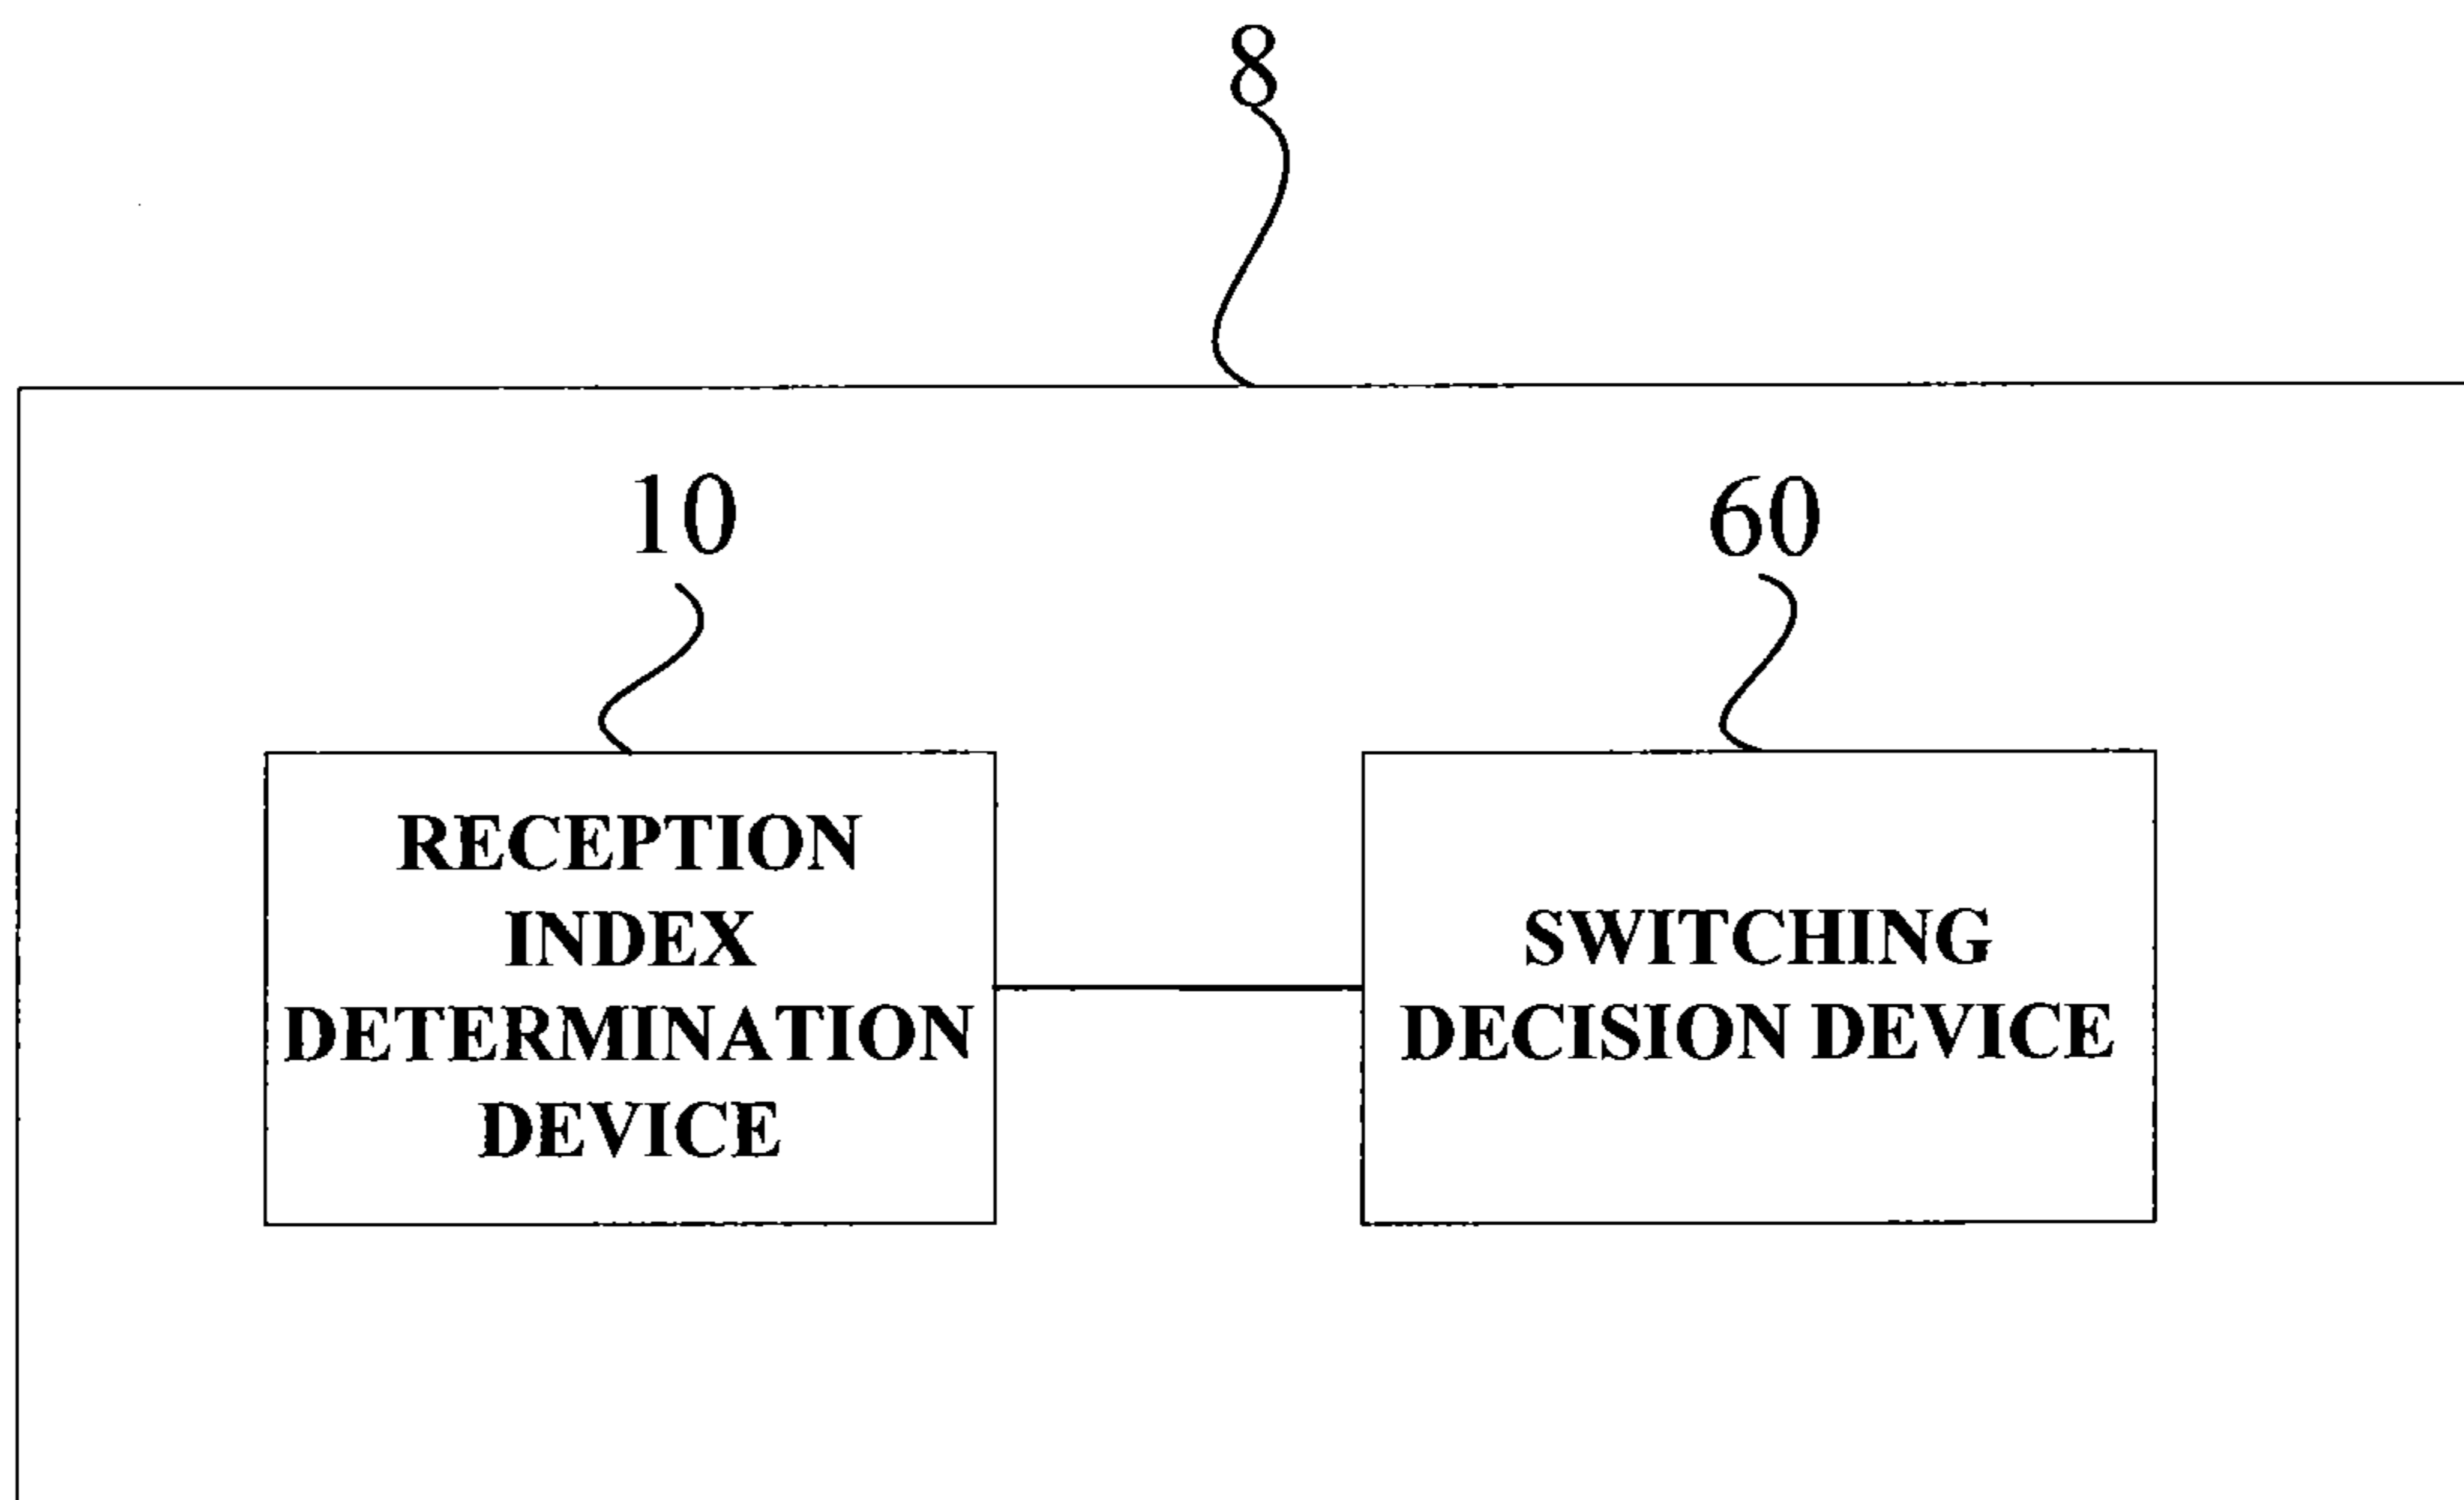 8
10
60
RECEPTION
INDEX
DETERMINATION
DEVICE
SWITCHING
DECISION DEVICE